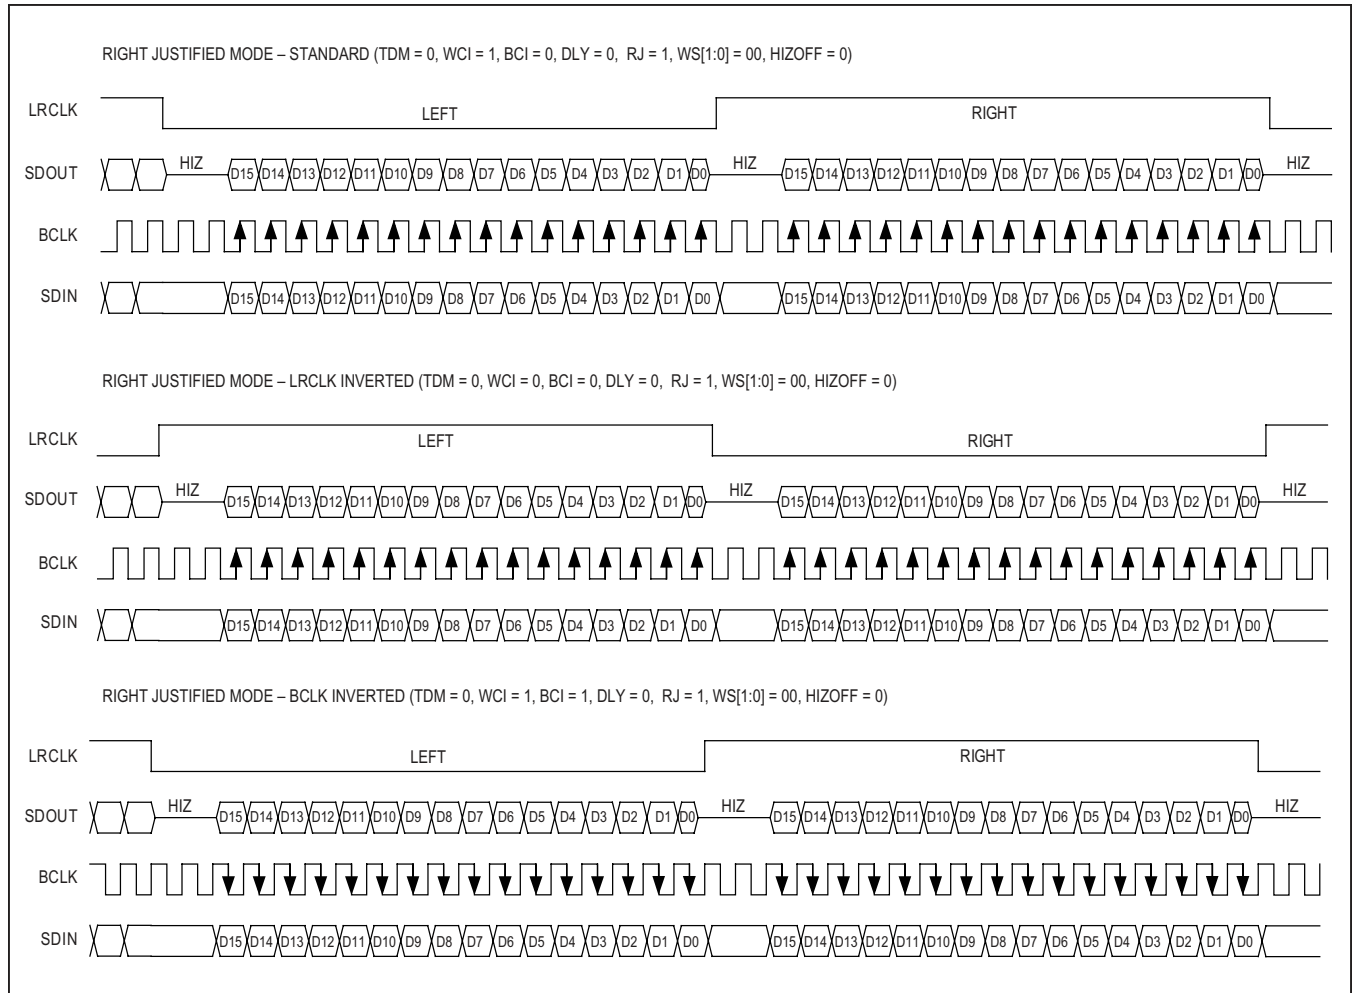 RIGHT JUSTIFIED MODE – STANDARD (TDM = 0, WCI = 1, BCI = 0, DLY = 0, RJ = 1, WS[1:0] = 00, HIZOFF = 0)
LRCLK LEFT RIGHT
SDOUT HIZ D15 D14 D13 D12 D11 D10 D9 D8 D7 D6 D5 D4 D3 D2 D1 D0 HIZ D15 D14 D13 D12 D11 D10 D9 D8 D7 D6 D5 D4 D3 D2 D1 D0 HIZ
BCLK
SDIN D15 D14 D13 D12 D11 D10 D9 D8 D7 D6 D5 D4 D3 D2 D1 D0 D15 D14 D13 D12 D11 D10 D9 D8 D7 D6 D5 D4 D3 D2 D1 D0
RIGHT JUSTIFIED MODE – LRCLK INVERTED (TDM = 0, WCI = 0, BCI = 0, DLY = 0, RJ = 1, WS[1:0] = 00, HIZOFF = 0)
LRCLK LEFT RIGHT
SDOUT HIZ D15 D14 D13 D12 D11 D10 D9 D8 D7 D6 D5 D4 D3 D2 D1 D0 HIZ D15 D14 D13 D12 D11 D10 D9 D8 D7 D6 D5 D4 D3 D2 D1 D0 HIZ
BCLK
SDIN D15 D14 D13 D12 D11 D10 D9 D8 D7 D6 D5 D4 D3 D2 D1 D0 D15 D14 D13 D12 D11 D10 D9 D8 D7 D6 D5 D4 D3 D2 D1 D0
RIGHT JUSTIFIED MODE – BCLK INVERTED (TDM = 0, WCI = 1, BCI = 1, DLY = 0, RJ = 1, WS[1:0] = 00, HIZOFF = 0)
LRCLK LEFT RIGHT
SDOUT HIZ D15 D14 D13 D12 D11 D10 D9 D8 D7 D6 D5 D4 D3 D2 D1 D0 HIZ D15 D14 D13 D12 D11 D10 D9 D8 D7 D6 D5 D4 D3 D2 D1 D0 HIZ
BCLK
SDIN D15 D14 D13 D12 D11 D10 D9 D8 D7 D6 D5 D4 D3 D2 D1 D0 D15 D14 D13 D12 D11 D10 D9 D8 D7 D6 D5 D4 D3 D2 D1 D0